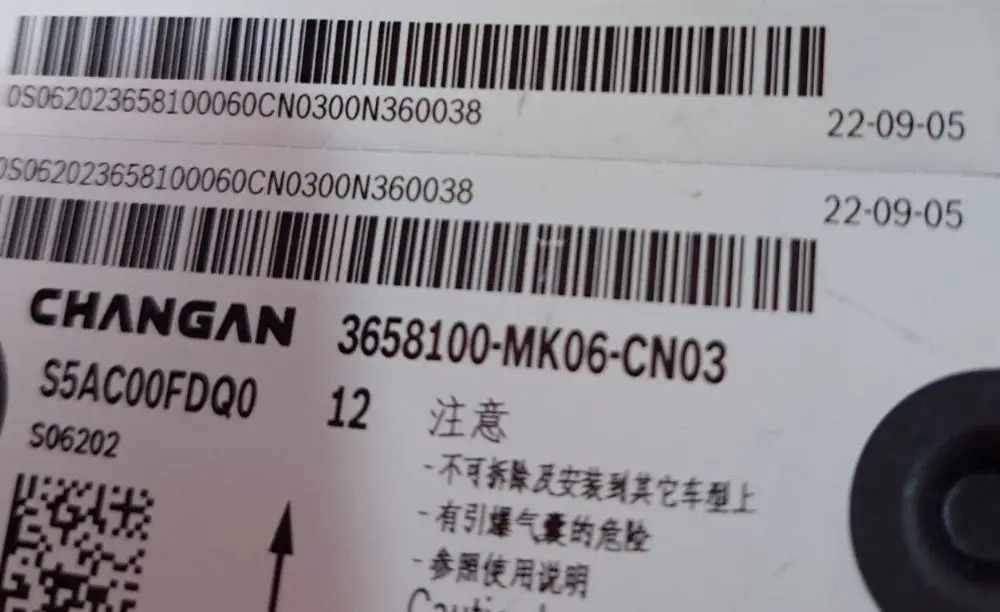 0S062023658100060CN0300N360038
22-09-05
0S062023658100060CN0300N360038
22-09-05
CHANGAN 3658100-MK06-CN03
S5AC00FDQ0 12 注意
S06202
-不可拆除及安装到其它车型上
-有引爆气囊的危险
-参照使用说明